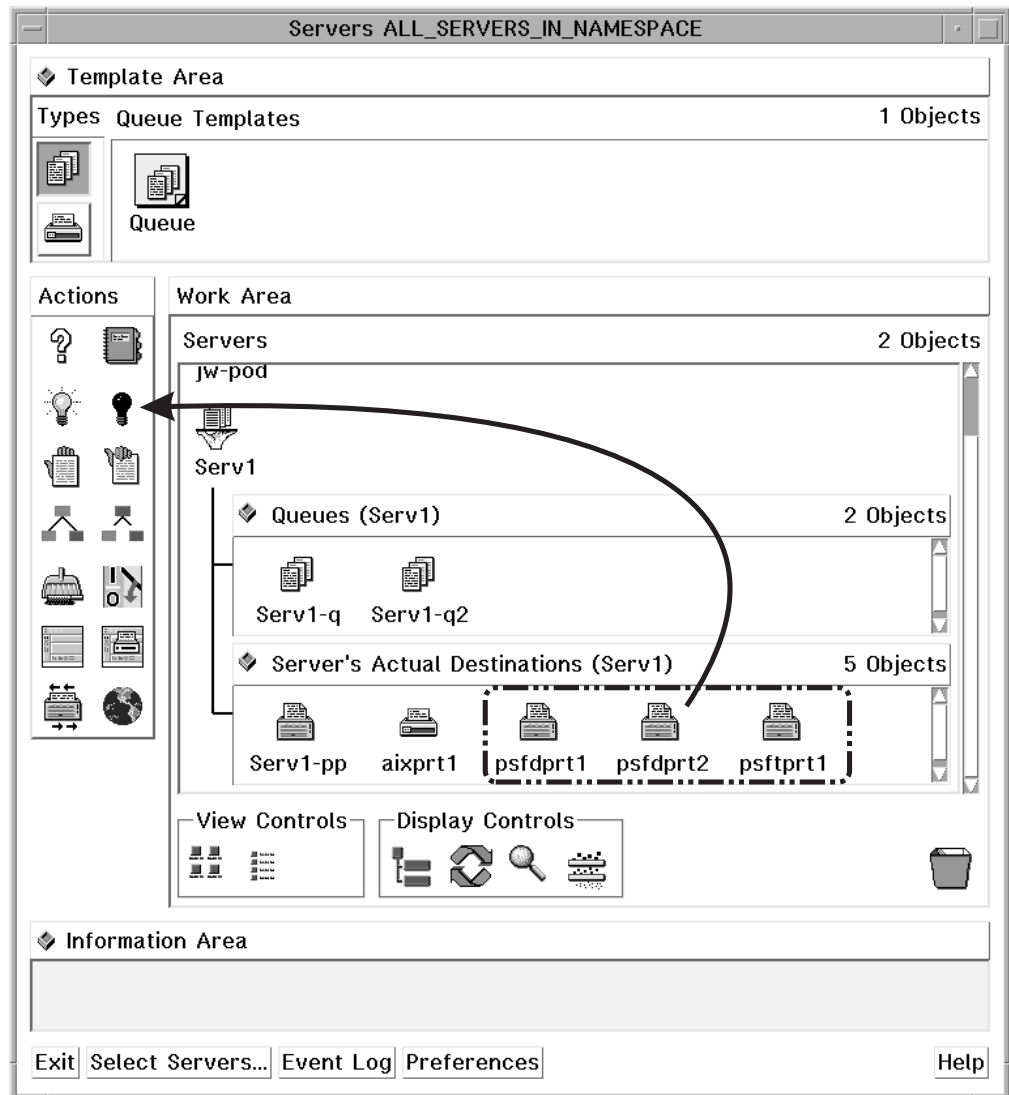 Servers ALL_SERVERS_IN_NAMESPACE
Template Area
Types Queue Templates 1 Objects
Queue
Actions
Work Area
Servers 2 Objects
jw-pod
Serv1
Queues (Serv1) 2 Objects
Serv1-q Serv1-q2
Server's Actual Destinations (Serv1) 5 Objects
Serv1-pp aixprt1 psfdprt1 psfdprt2 psftprt1
View Controls Display Controls
Information Area
Exit Select Servers... Event Log Preferences Help